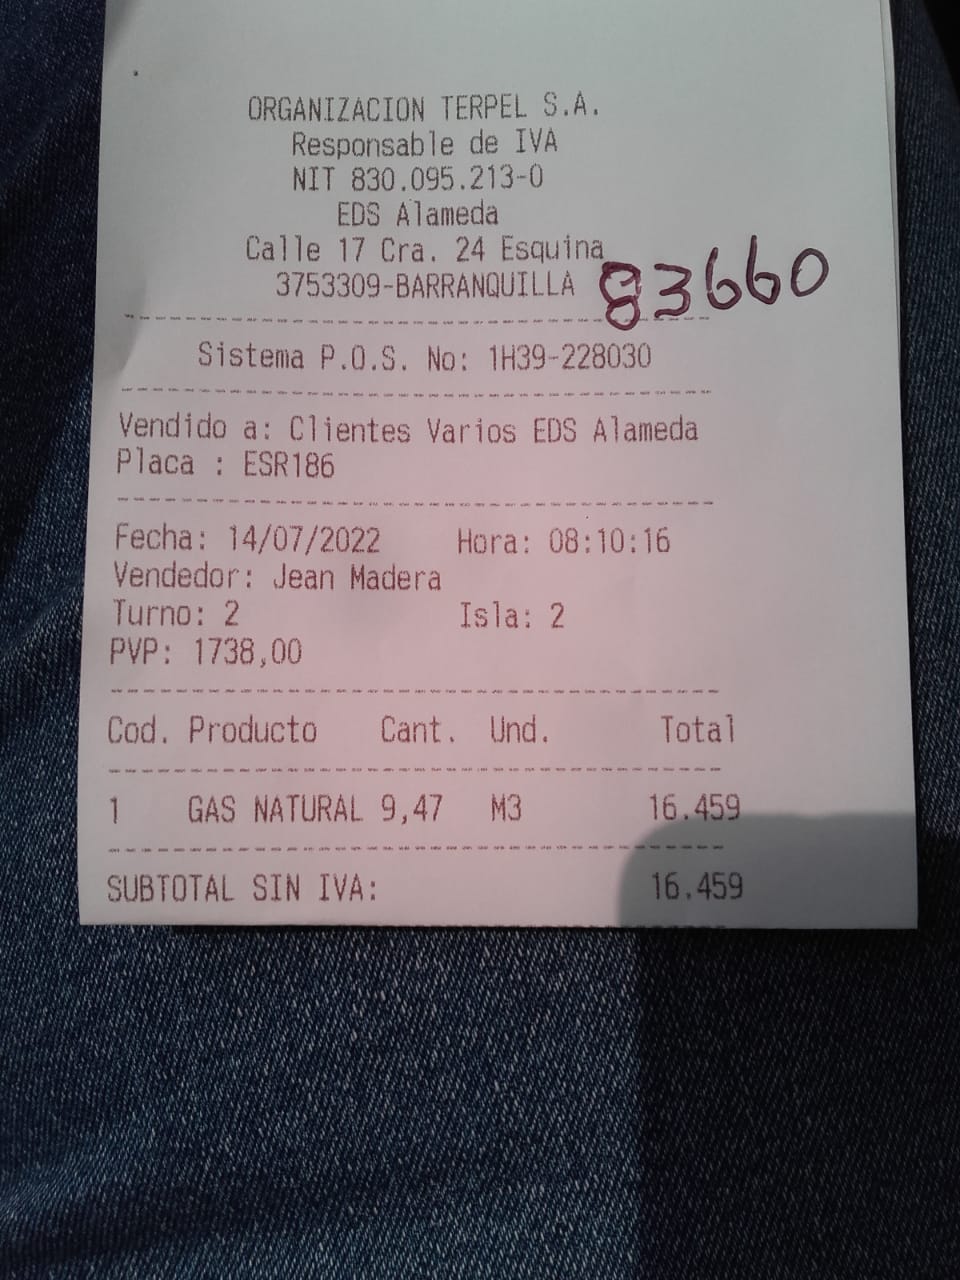 ORGANIZACION TERPEL S.A.
Responsable de IVA
NIT 830.095.213-0
EDS Alameda
Calle 17 Cra. 24 Esquina
3753309-BARRANQUILLA 83660
Sistema P.O.S. No: 1H39-228030
Vendido a: Clientes Varios EDS Alameda
Placa : ESR186
Fecha: 14/07/2022 Hora: 08:10:16
Vendedor: Jean Madera
Turno: 2 Isla: 2
PVP: 1738,00
Cod. Producto Cant. Und. Total
1 GAS NATURAL 9,47 M3 16.459
SUBTOTAL SIN IVA: 16.459